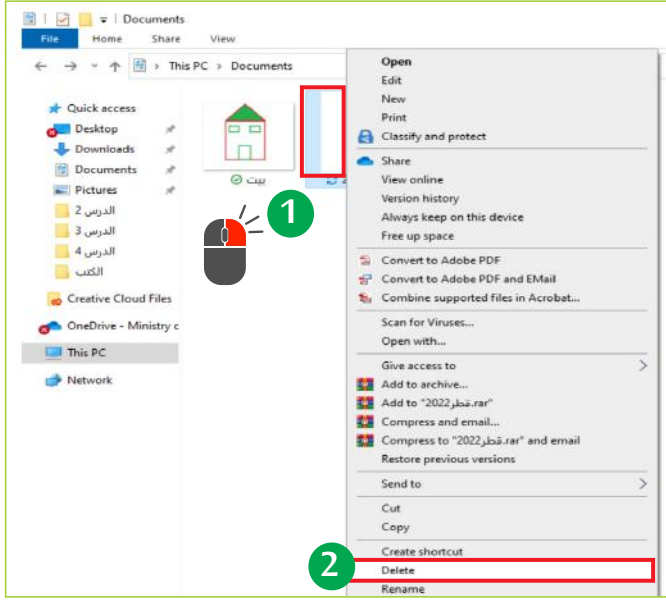 Documents
File Home Share View
This PC > Documents
Quick access
Desktop
Downloads
Documents
Pictures
الدرس 2
الدرس 3
الدرس 4
الكتب
Creative Cloud Files
OneDrive - Ministry c
This PC
Network
بيت
1
Open
Edit
New
Print
Classify and protect
Share
View online
Version history
Always keep on this device
Free up space
Convert to Adobe PDF
Convert to Adobe PDF and EMail
Combine supported files in Acrobat...
Scan for Viruses...
Open with...
Give access to
Add to archive...
Add to "قطر2022.rar"
Compress and email...
Compress to "قطر2022.rar" and email
Restore previous versions
Send to
Cut
Copy
Create shortcut
2
Delete
Rename